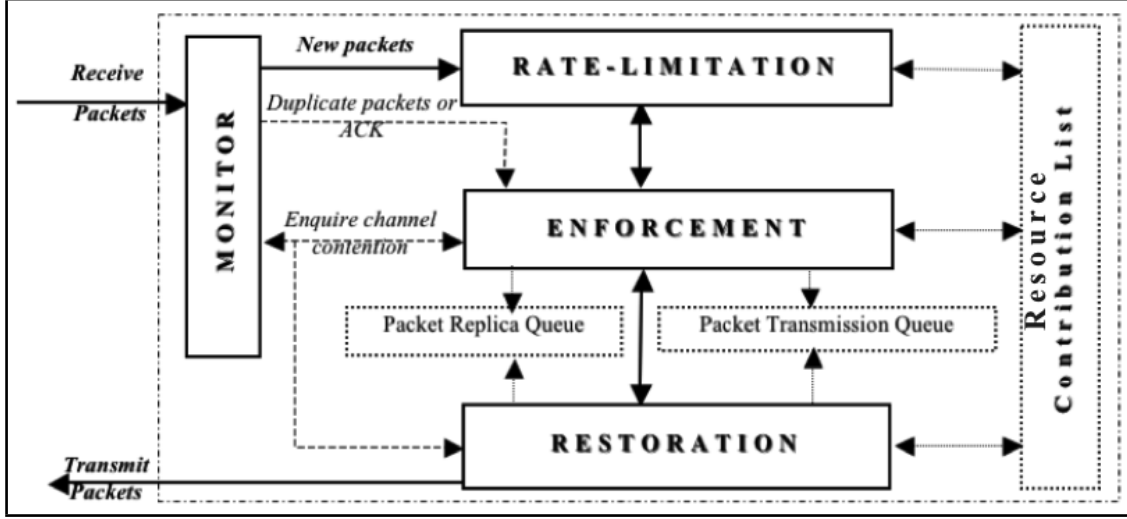 New packets
Receive
Packets
RATE-LIMITATION
Duplicate packets or
ACK
MONITOR
Enquire channel
contention
ENFORCEMENT
Packet Replica Queue
Packet Transmission Queue
Resource
Contribution List
RESTORATION
Transmit
Packets